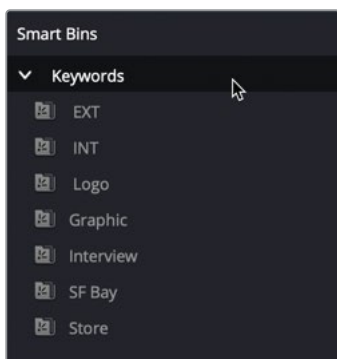 Smart Bins
Keywords
EXT
INT
Logo
Graphic
Interview
SF Bay
Store